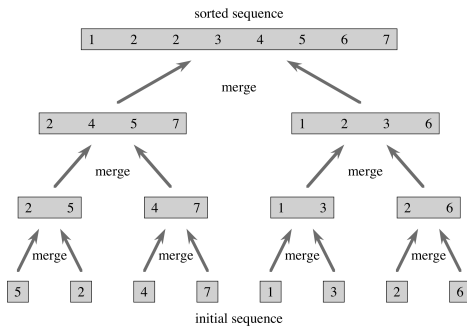 sorted sequence
1 2 2 3 4 5 6 7
merge
2 4 5 7 1 2 3 6
merge merge
2 5 4 7 1 3 2 6
merge merge merge merge
5 2 4 7 1 3 2 6
initial sequence